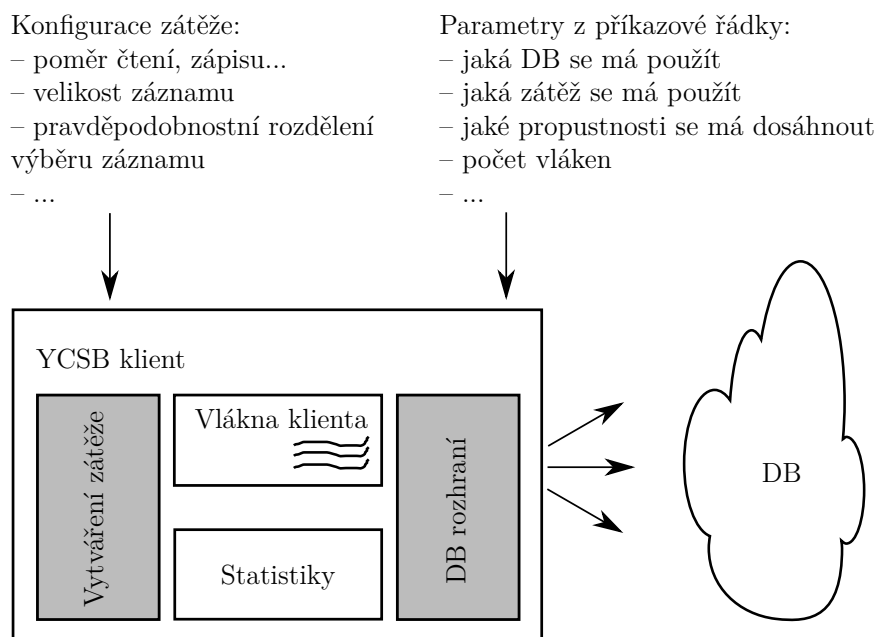 Konfigurace zátěže:
– poměr čtení, zápisu...
– velikost záznamu
– pravděpodobnostní rozdělení
výběru záznamu
– ...
Parametry z příkazové řádky:
– jaká DB se má použít
– jaká zátěž se má použít
– jaké propustnosti se má dosáhnout
– počet vláken
– ...
YCSB klient
Vytváření zátěže
Vlákna klienta
Statistiky
DB rozhraní
DB